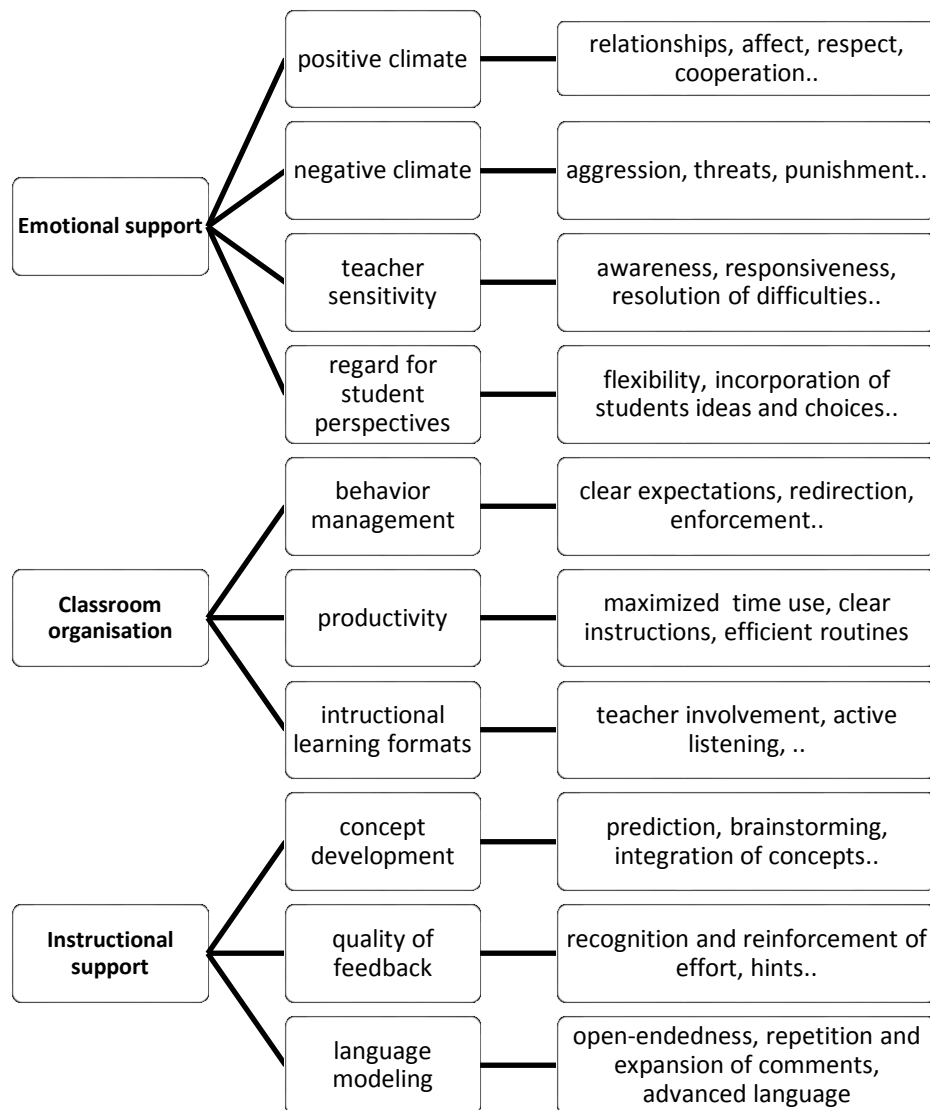 positive climate
relationships, affect, respect,
cooperation..
negative climate
aggression, threats, punishment..
Emotional support
teacher
sensitivity
awareness, responsiveness,
resolution of difficulties..
regard for
student
perspectives
flexibility, incorporation of
students ideas and choices..
behavior
management
clear expectations, redirection,
enforcement..
Classroom
organisation
productivity
maximized  time use, clear
instructions, efficient routines
intructional
learning formats
teacher involvement, active
listening, ..
concept
development
prediction, brainstorming,
integration of concepts..
Instructional
support
quality of
feedback
recognition and reinforcement of
effort, hints..
language
modeling
open-endedness, repetition and
expansion of comments,
advanced language